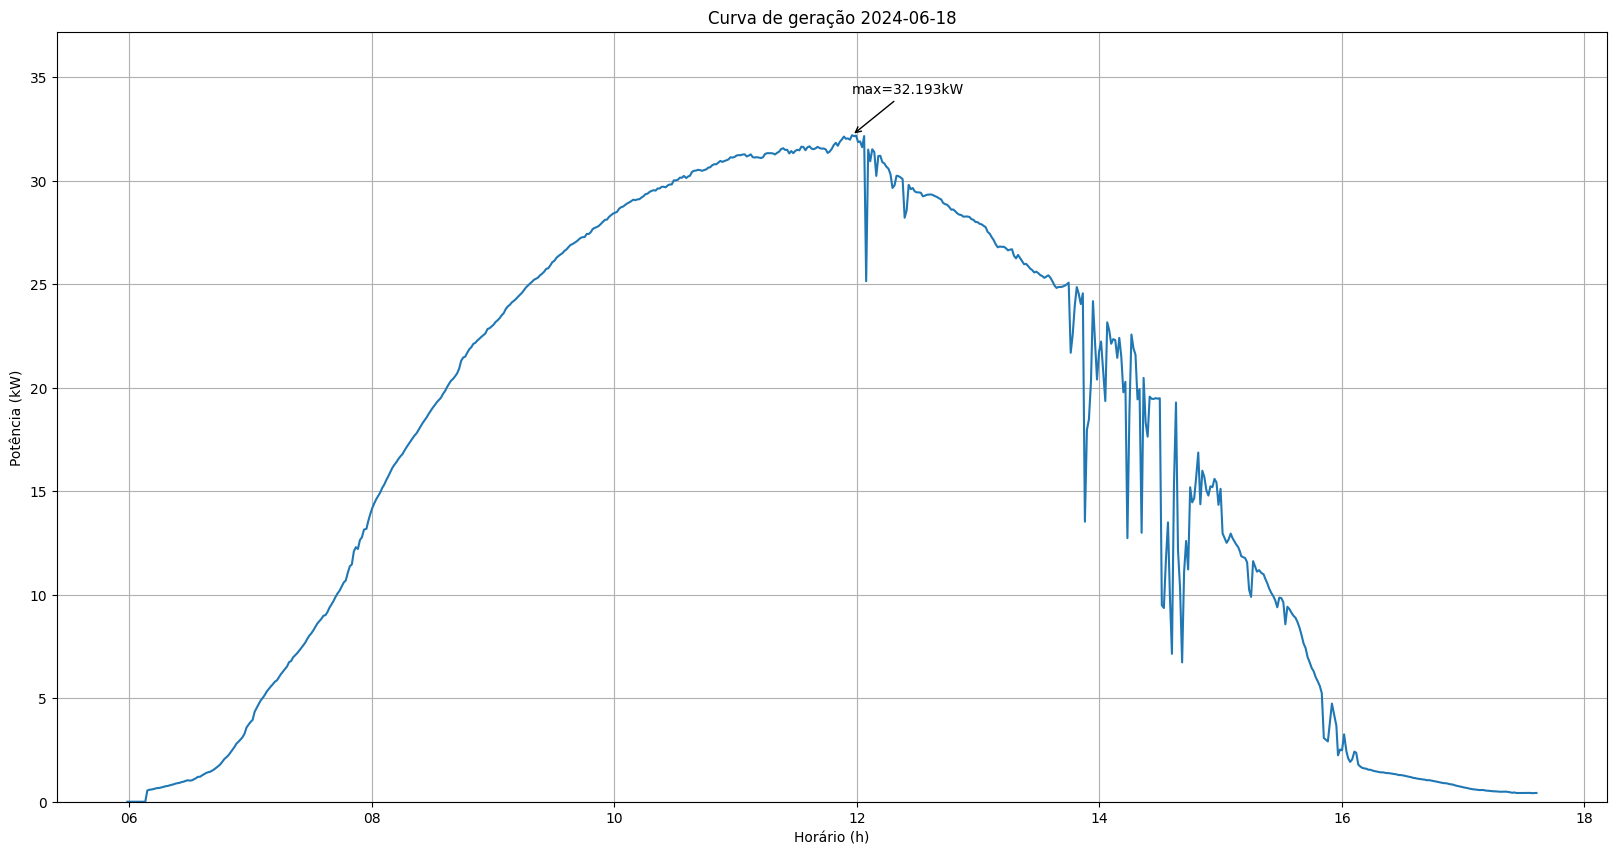 Curva de geração 2024-06-18
max=32.193kW
Potência (kW)
35
30
25
20
15
10
5
0
06 08 10 12 14 16 18
Horário (h)